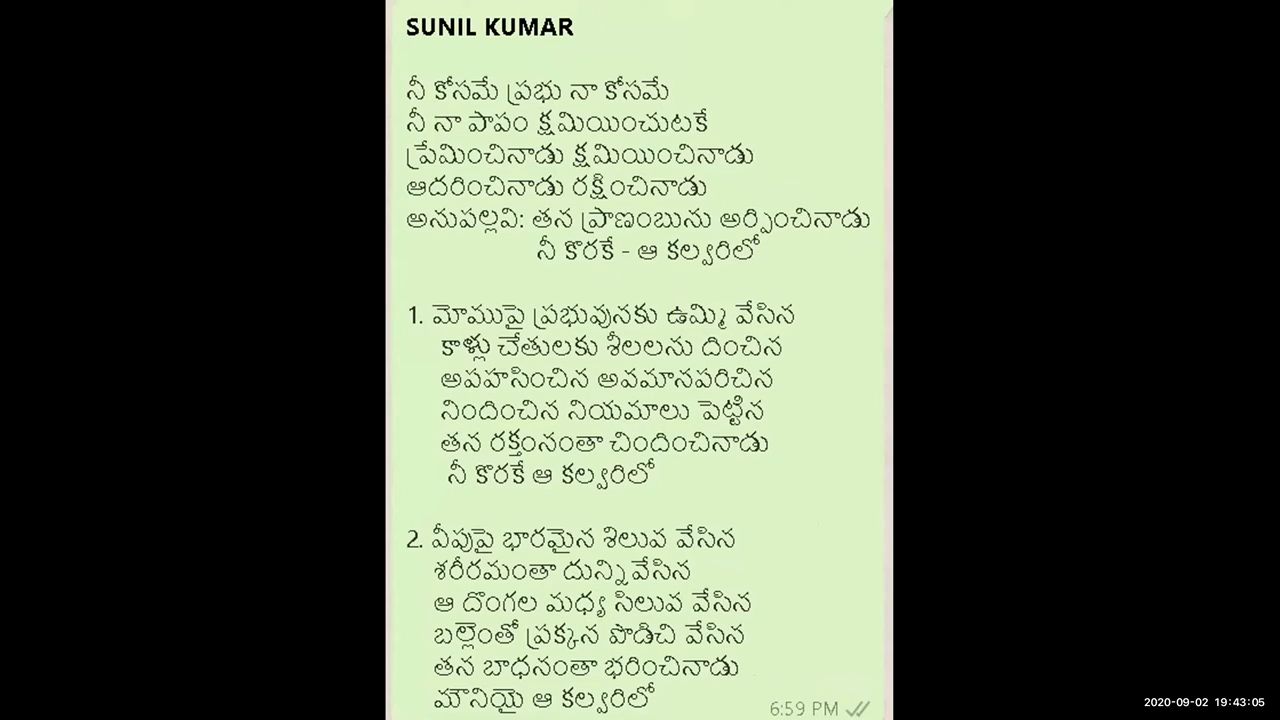 SUNIL KUMAR
నీ కోసమే ప్రభు నా కోసమే
నీ నా పాపం క్షమియించుటకే
ప్రేమించినాడు క్షమియించినాడు
ఆదరించినాడు రక్షించినాడు
అనుపల్లవి: తన ప్రాణంబును అర్పించినాడు
నీ కొరకే - ఆ కల్వరిలో
1. మోముపై ప్రభువునకు ఉమ్మి వేసిన
కాళ్లు చేతులకు శీలలను దించిన
అపహసించిన అవమానపరిచిన
నిందించిన నియమాలు పెట్టిన
తన రక్తంనంతా చిందించినాడు
నీ కొరకే ఆ కల్వరిలో
2. వీపుపై భారమైన శిలువ వేసిన
శరీరమంతా దున్నివేసిన
ఆ దొంగల మధ్య సిలువ వేసిన
బల్లెంతో ప్రక్కన పొడిచి వేసిన
తన బాధనంతా భరించినాడు
మౌనియై ఆ కల్వరిలో
6:59 PM
2020-09-02 19:43:05